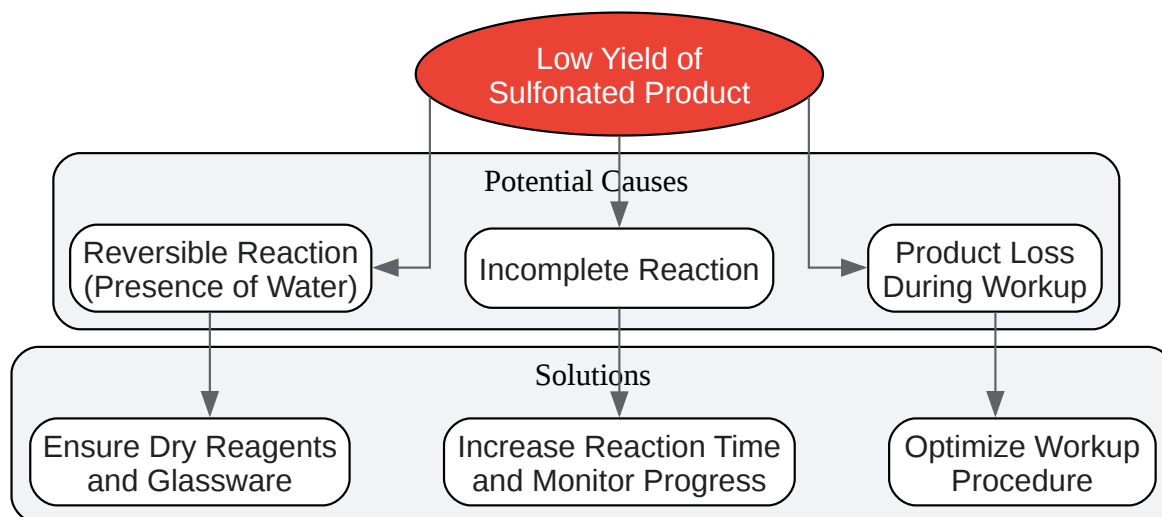 Low Yield of
Sulfonated Product
Potential Causes
Reversible Reaction
(Presence of Water)
Incomplete Reaction
Product Loss
During Workup
Solutions
Ensure Dry Reagents
and Glassware
Increase Reaction Time
and Monitor Progress
Optimize Workup
Procedure